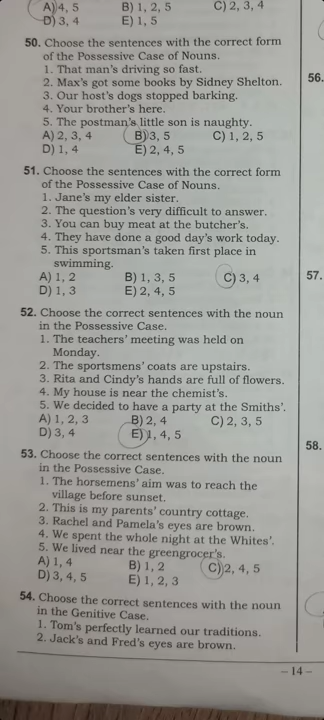 A) 4, 5 B) 1, 2, 5 C) 2, 3, 4
D) 3, 4 E) 1, 5
50. Choose the sentences with the correct form
of the Possessive Case of Nouns.
1. That man's driving so fast.
2. Max's got some books by Sidney Shelton.
3. Our host's dogs stopped barking.
4. Your brother's here.
5. The postman's little son is naughty.
A) 2, 3, 4 B) 3, 5 C) 1, 2, 5
D) 1, 4 E) 2, 4, 5
51. Choose the sentences with the correct form
of the Possessive Case of Nouns.
1. Jane's my elder sister.
2. The question's very difficult to answer.
3. You can buy meat at the butcher's.
4. They have done a good day's work today.
5. This sportsman's taken first place in
swimming.
A) 1, 2 B) 1, 3, 5 C) 3, 4
D) 1, 3 E) 2, 4, 5
52. Choose the correct sentences with the noun
in the Possessive Case.
1. The teachers' meeting was held on
Monday.
2. The sportsmens' coats are upstairs.
3. Rita and Cindy's hands are full of flowers.
4. My house is near the chemist's.
5. We decided to have a party at the Smiths'.
A) 1, 2, 3 B) 2, 4 C) 2, 3, 5
D) 3, 4 E) 1, 4, 5
53. Choose the correct sentences with the noun
in the Possessive Case.
1. The horsemens' aim was to reach the
village before sunset.
2. This is my parents' country cottage.
3. Rachel and Pamela's eyes are brown.
4. We spent the whole night at the Whites'.
5. We lived near the greengrocer's.
A) 1, 4 B) 1, 2 C) 2, 4, 5
D) 3, 4, 5 E) 1, 2, 3
54. Choose the correct sentences with the noun
in the Genitive Case.
1. Tom's perfectly learned our traditions.
2. Jack's and Fred's eyes are brown.
56.
57.
58.
– 14 –